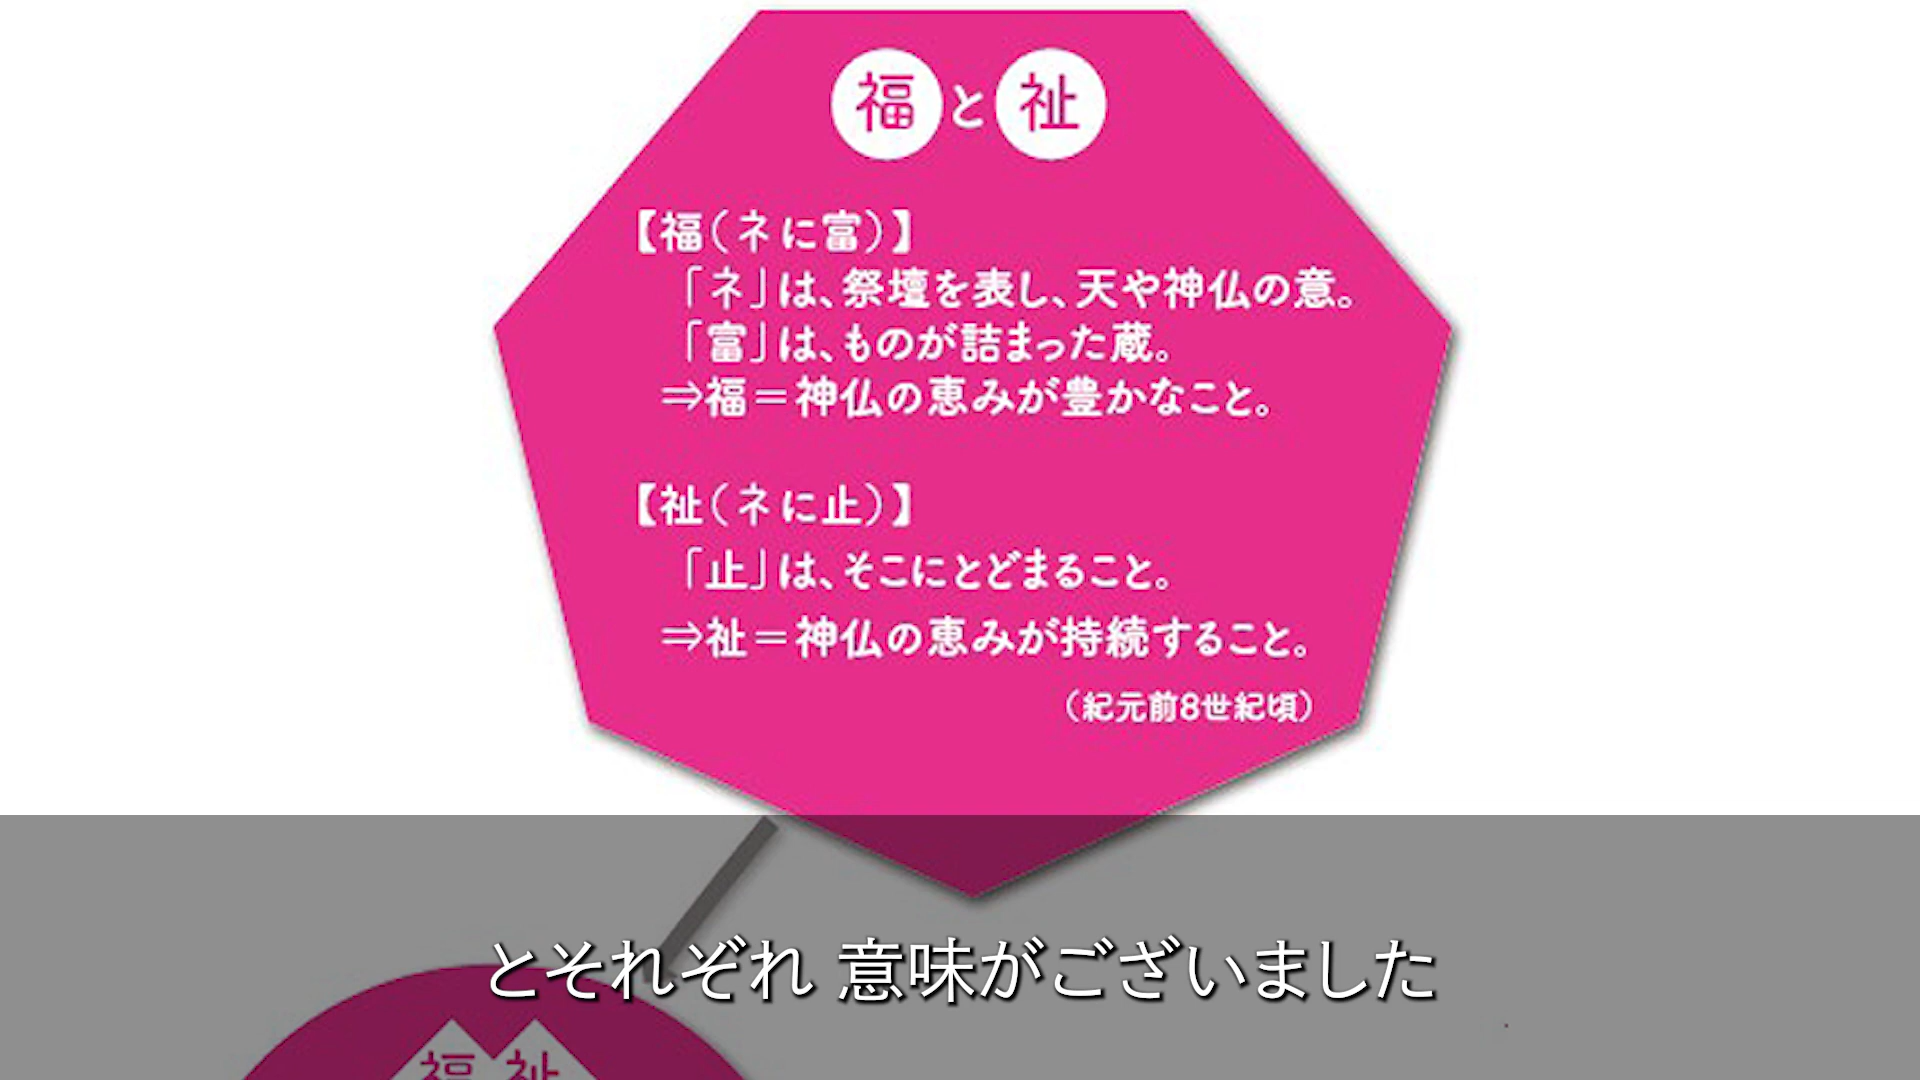 福と祉
【福（ネに富）】
「ネ」は、祭壇を表し、天や神仏の意。
「富」は、ものが詰まった蔵。
⇒福＝神仏の恵みが豊かなこと。
【祉（ネに止）】
「止」は、そこにとどまること。
⇒祉＝神仏の恵みが持続すること。
（紀元前8世紀頃）
とそれぞれ 意味がございました
福祉